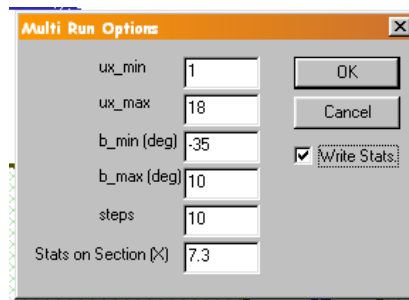 Multi Run Options
ux_min 1 OK
ux_max 18 Cancel
b_min (deg) -35 Write Stats.
b_max (deg) 10
steps 10
Stats on Section (X) 7.3